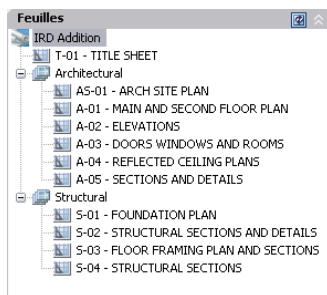 Feuilles
IRD Addition
T-01 - TITLE SHEET
Architectural
AS-01 - ARCH SITE PLAN
A-01 - MAIN AND SECOND FLOOR PLAN
A-02 - ELEVATIONS
A-03 - DOORS WINDOWS AND ROOMS
A-04 - REFLECTED CEILING PLANS
A-05 - SECTIONS AND DETAILS
Structural
S-01 - FOUNDATION PLAN
S-02 - STRUCTURAL SECTIONS AND DETAILS
S-03 - FLOOR FRAMING PLAN AND SECTIONS
S-04 - STRUCTURAL SECTIONS